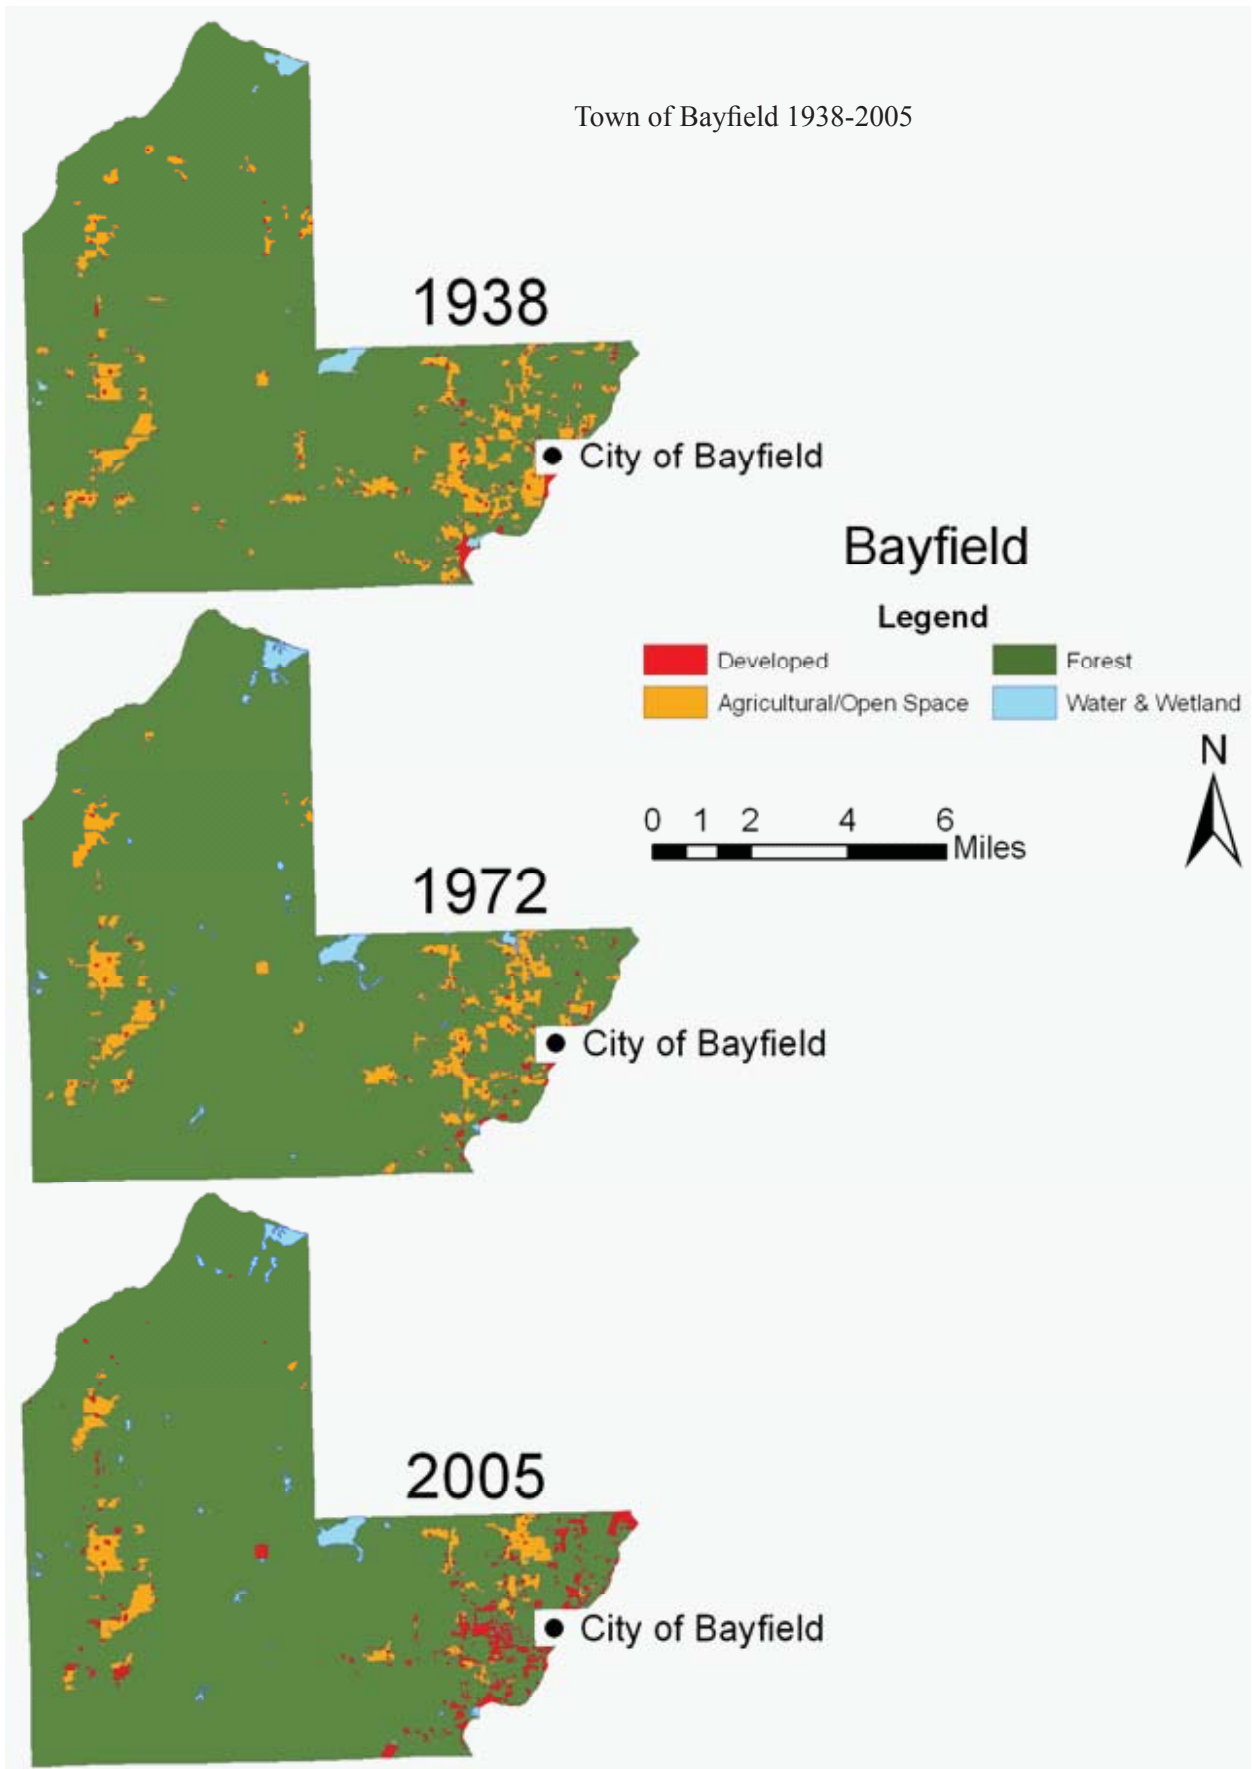 Town of Bayfield 1938-2005
1938
City of Bayfield
Bayfield
Legend
Developed
Forest
Agricultural/Open Space
Water & Wetland
N
0 1 2 4 6
Miles
1972
City of Bayfield
2005
City of Bayfield